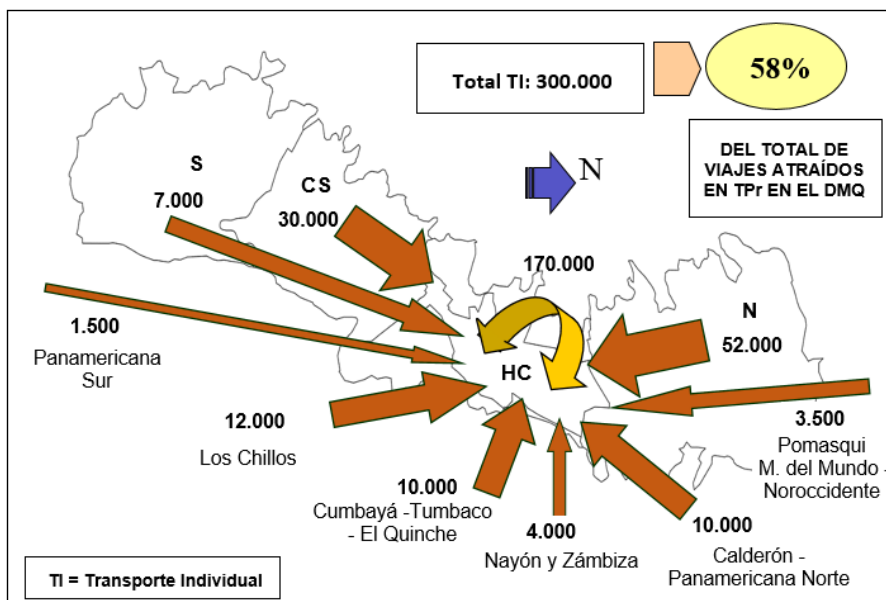 Total TI: 300.000
58%
DEL TOTAL DE
VIAJES ATRAÍDOS
EN TPr EN EL DMQ
N
S
7.000
CS
30.000
170.000
N
52.000
1.500
Panamericana
Sur
HC
12.000
Los Chillos
3.500
Pomasqui
M. del Mundo -
Noroccidente
10.000
Cumbayá -Tumbaco
- El Quinche
4.000
Nayón y Zámbiza
10.000
Calderón -
Panamericana Norte
TI = Transporte Individual